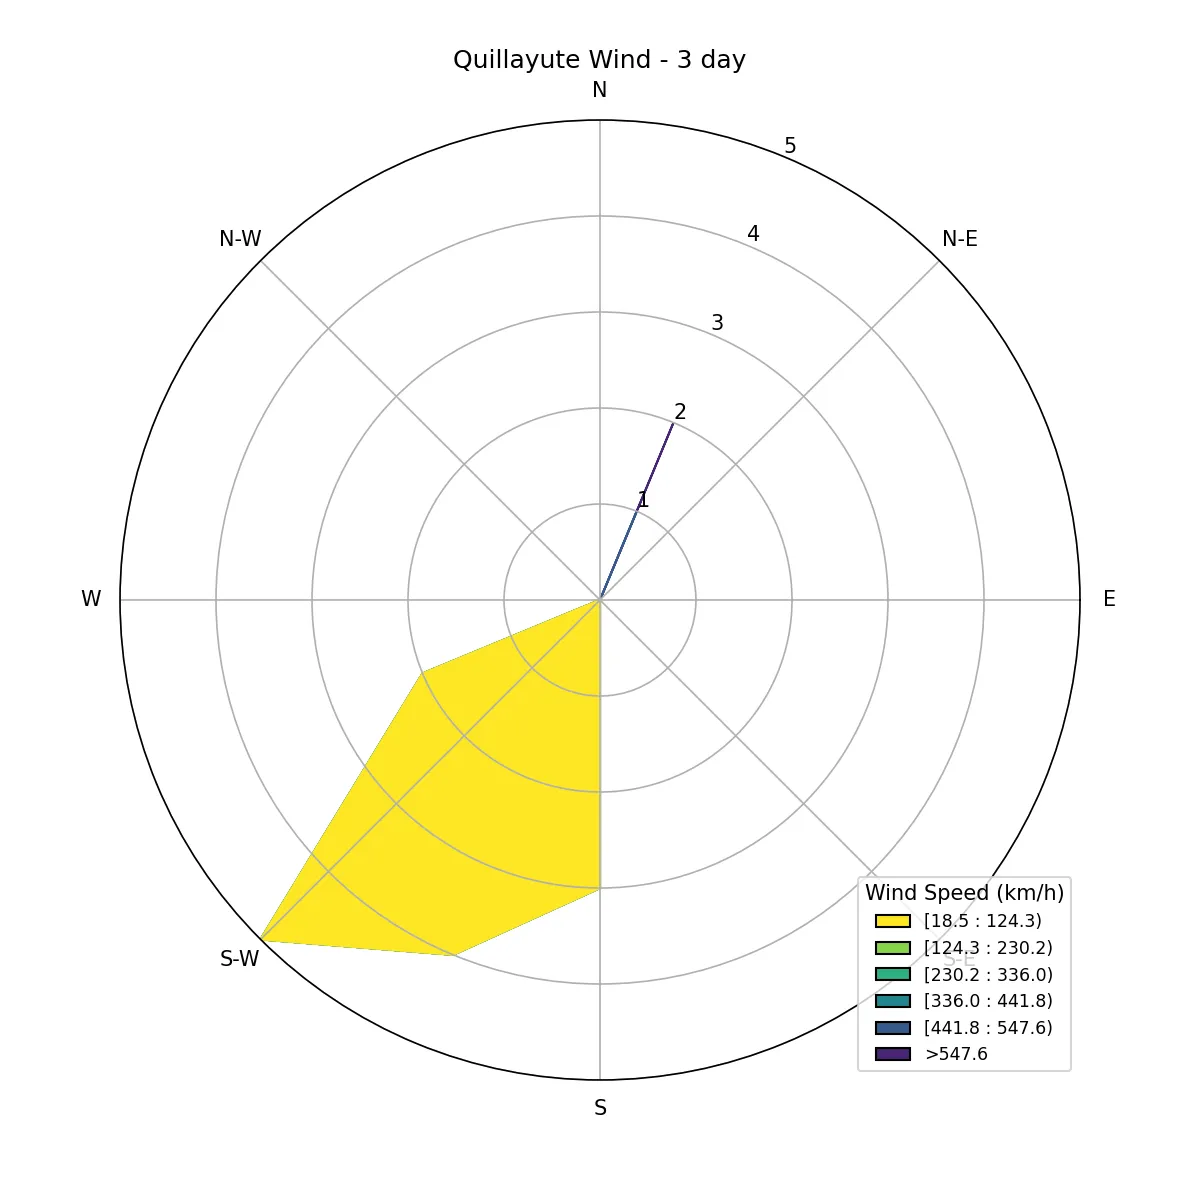 Quillayute Wind - 3 day
N
5
N-W
N-E
4
3
2
1
W
E
Wind Speed (km/h)
[18.5 : 124.3)
[124.3 : 230.2)
S-W
S-E
[230.2 : 336.0)
[336.0 : 441.8)
[441.8 : 547.6)
>547.6
S